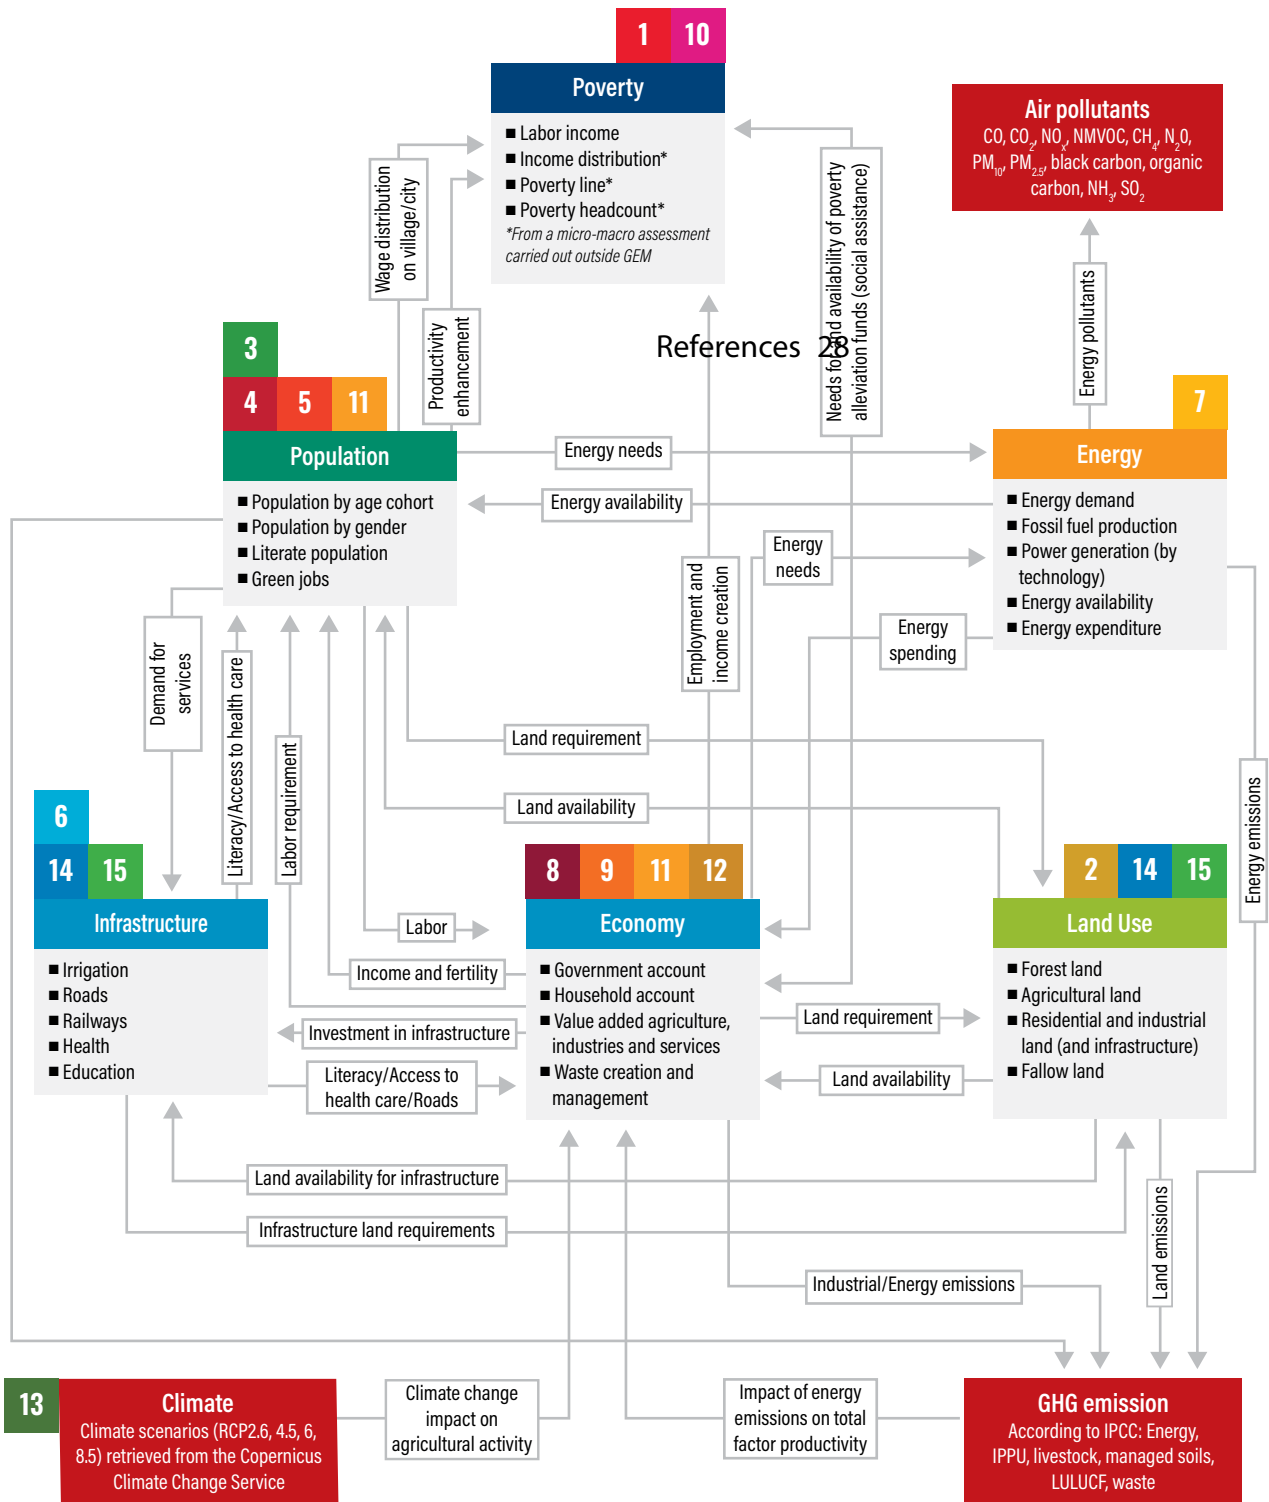 1 10
Poverty
■ Labor income
■ Income distribution*
■ Poverty line*
■ Poverty headcount*
*From a micro-macro assessment
carried out outside GEM
Air pollutants
CO, CO₂, NOₓ, NMVOC, CH₄, N₂0,
PM₁₀, PM₂.₅, black carbon, organic
carbon, NH₃, SO₂
Wage distribution
on village/city
Productivity
enhancement
Needs for and availability of poverty
alleviation funds (social assistance)
References 28
Energy pollutants
3
4 5 11
Population
■ Population by age cohort
■ Population by gender
■ Literate population
■ Green jobs
7
Energy
■ Energy demand
■ Fossil fuel production
■ Power generation (by
technology)
■ Energy availability
■ Energy expenditure
Energy needs
Energy availability
Energy
needs
Energy
spending
Employment and
income creation
Demand for
services
Literacy/Access to health care
Labor requirement
Land requirement
Land availability
Energy emissions
6
14 15
Infrastructure
■ Irrigation
■ Roads
■ Railways
■ Health
■ Education
Labor
Income and fertility
Investment in infrastructure
Literacy/Access to
health care/Roads
8 9 11 12
Economy
■ Government account
■ Household account
■ Value added agriculture,
industries and services
■ Waste creation and
management
Land requirement
Land availability
2 14 15
Land Use
■ Forest land
■ Agricultural land
■ Residential and industrial
land (and infrastructure)
■ Fallow land
Land availability for infrastructure
Infrastructure land requirements
Land emissions
Industrial/Energy emissions
13
Climate
Climate scenarios (RCP2.6, 4.5, 6,
8.5) retrieved from the Copernicus
Climate Change Service
Climate change
impact on
agricultural activity
Impact of energy
emissions on total
factor productivity
GHG emission
According to IPCC: Energy,
IPPU, livestock, managed soils,
LULUCF, waste